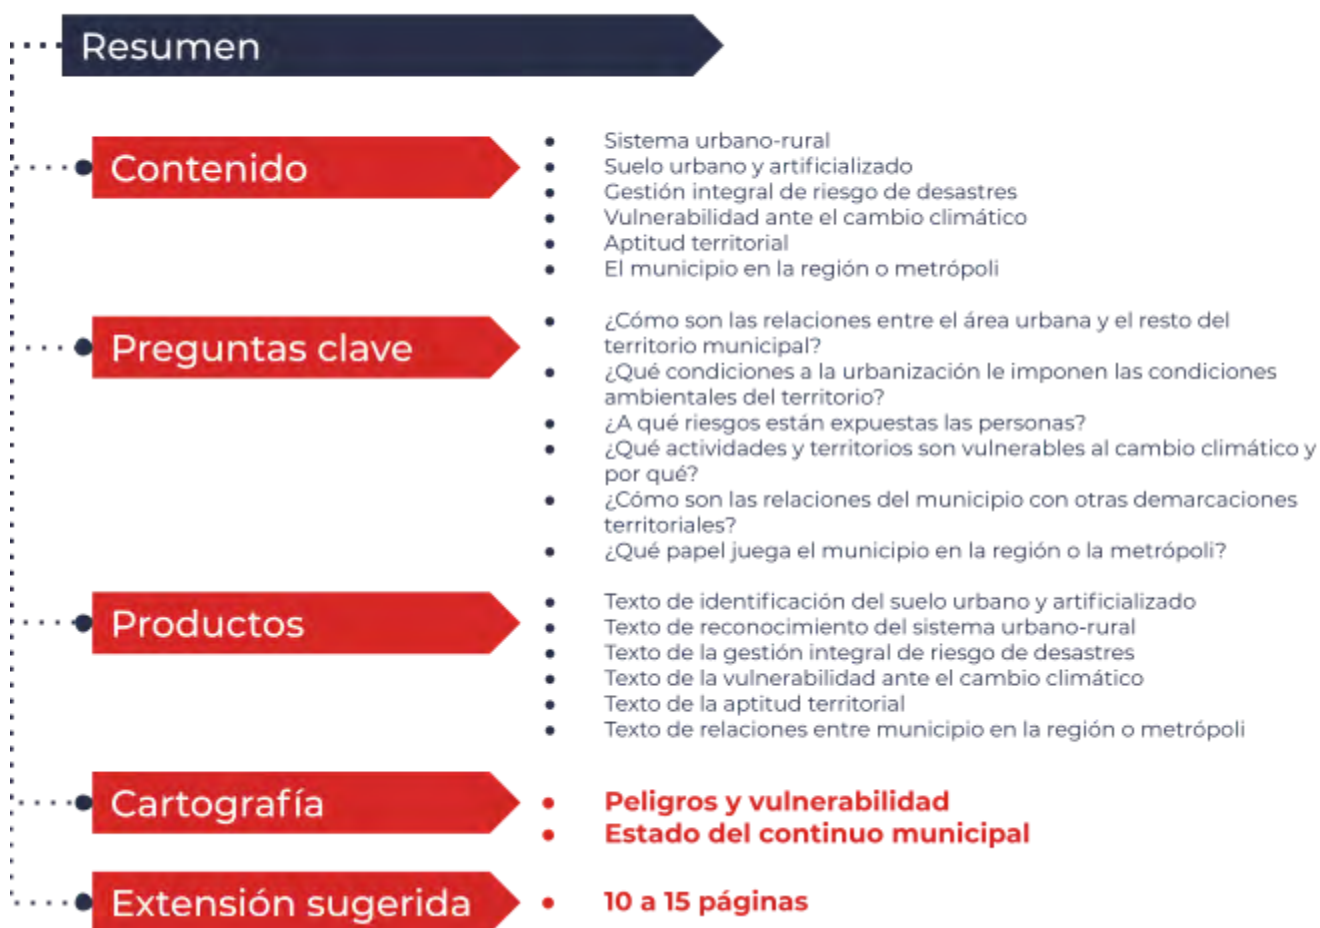 Resumen
Contenido
● Sistema urbano-rural
● Suelo urbano y artificializado
● Gestión integral de riesgo de desastres
● Vulnerabilidad ante el cambio climático
● Aptitud territorial
● El municipio en la región o metrópoli
Preguntas clave
● ¿Cómo son las relaciones entre el área urbana y el resto del
territorio municipal?
● ¿Qué condiciones a la urbanización le imponen las condiciones
ambientales del territorio?
● ¿A qué riesgos están expuestas las personas?
● ¿Qué actividades y territorios son vulnerables al cambio climático y
por qué?
● ¿Cómo son las relaciones del municipio con otras demarcaciones
territoriales?
● ¿Qué papel juega el municipio en la región o la metrópoli?
Productos
● Texto de identificación del suelo urbano y artificializado
● Texto de reconocimiento del sistema urbano-rural
● Texto de la gestión integral de riesgo de desastres
● Texto de la vulnerabilidad ante el cambio climático
● Texto de la aptitud territorial
● Texto de relaciones entre municipio en la región o metrópoli
Cartografía
● Peligros y vulnerabilidad
● Estado del continuo municipal
Extensión sugerida
● 10 a 15 páginas